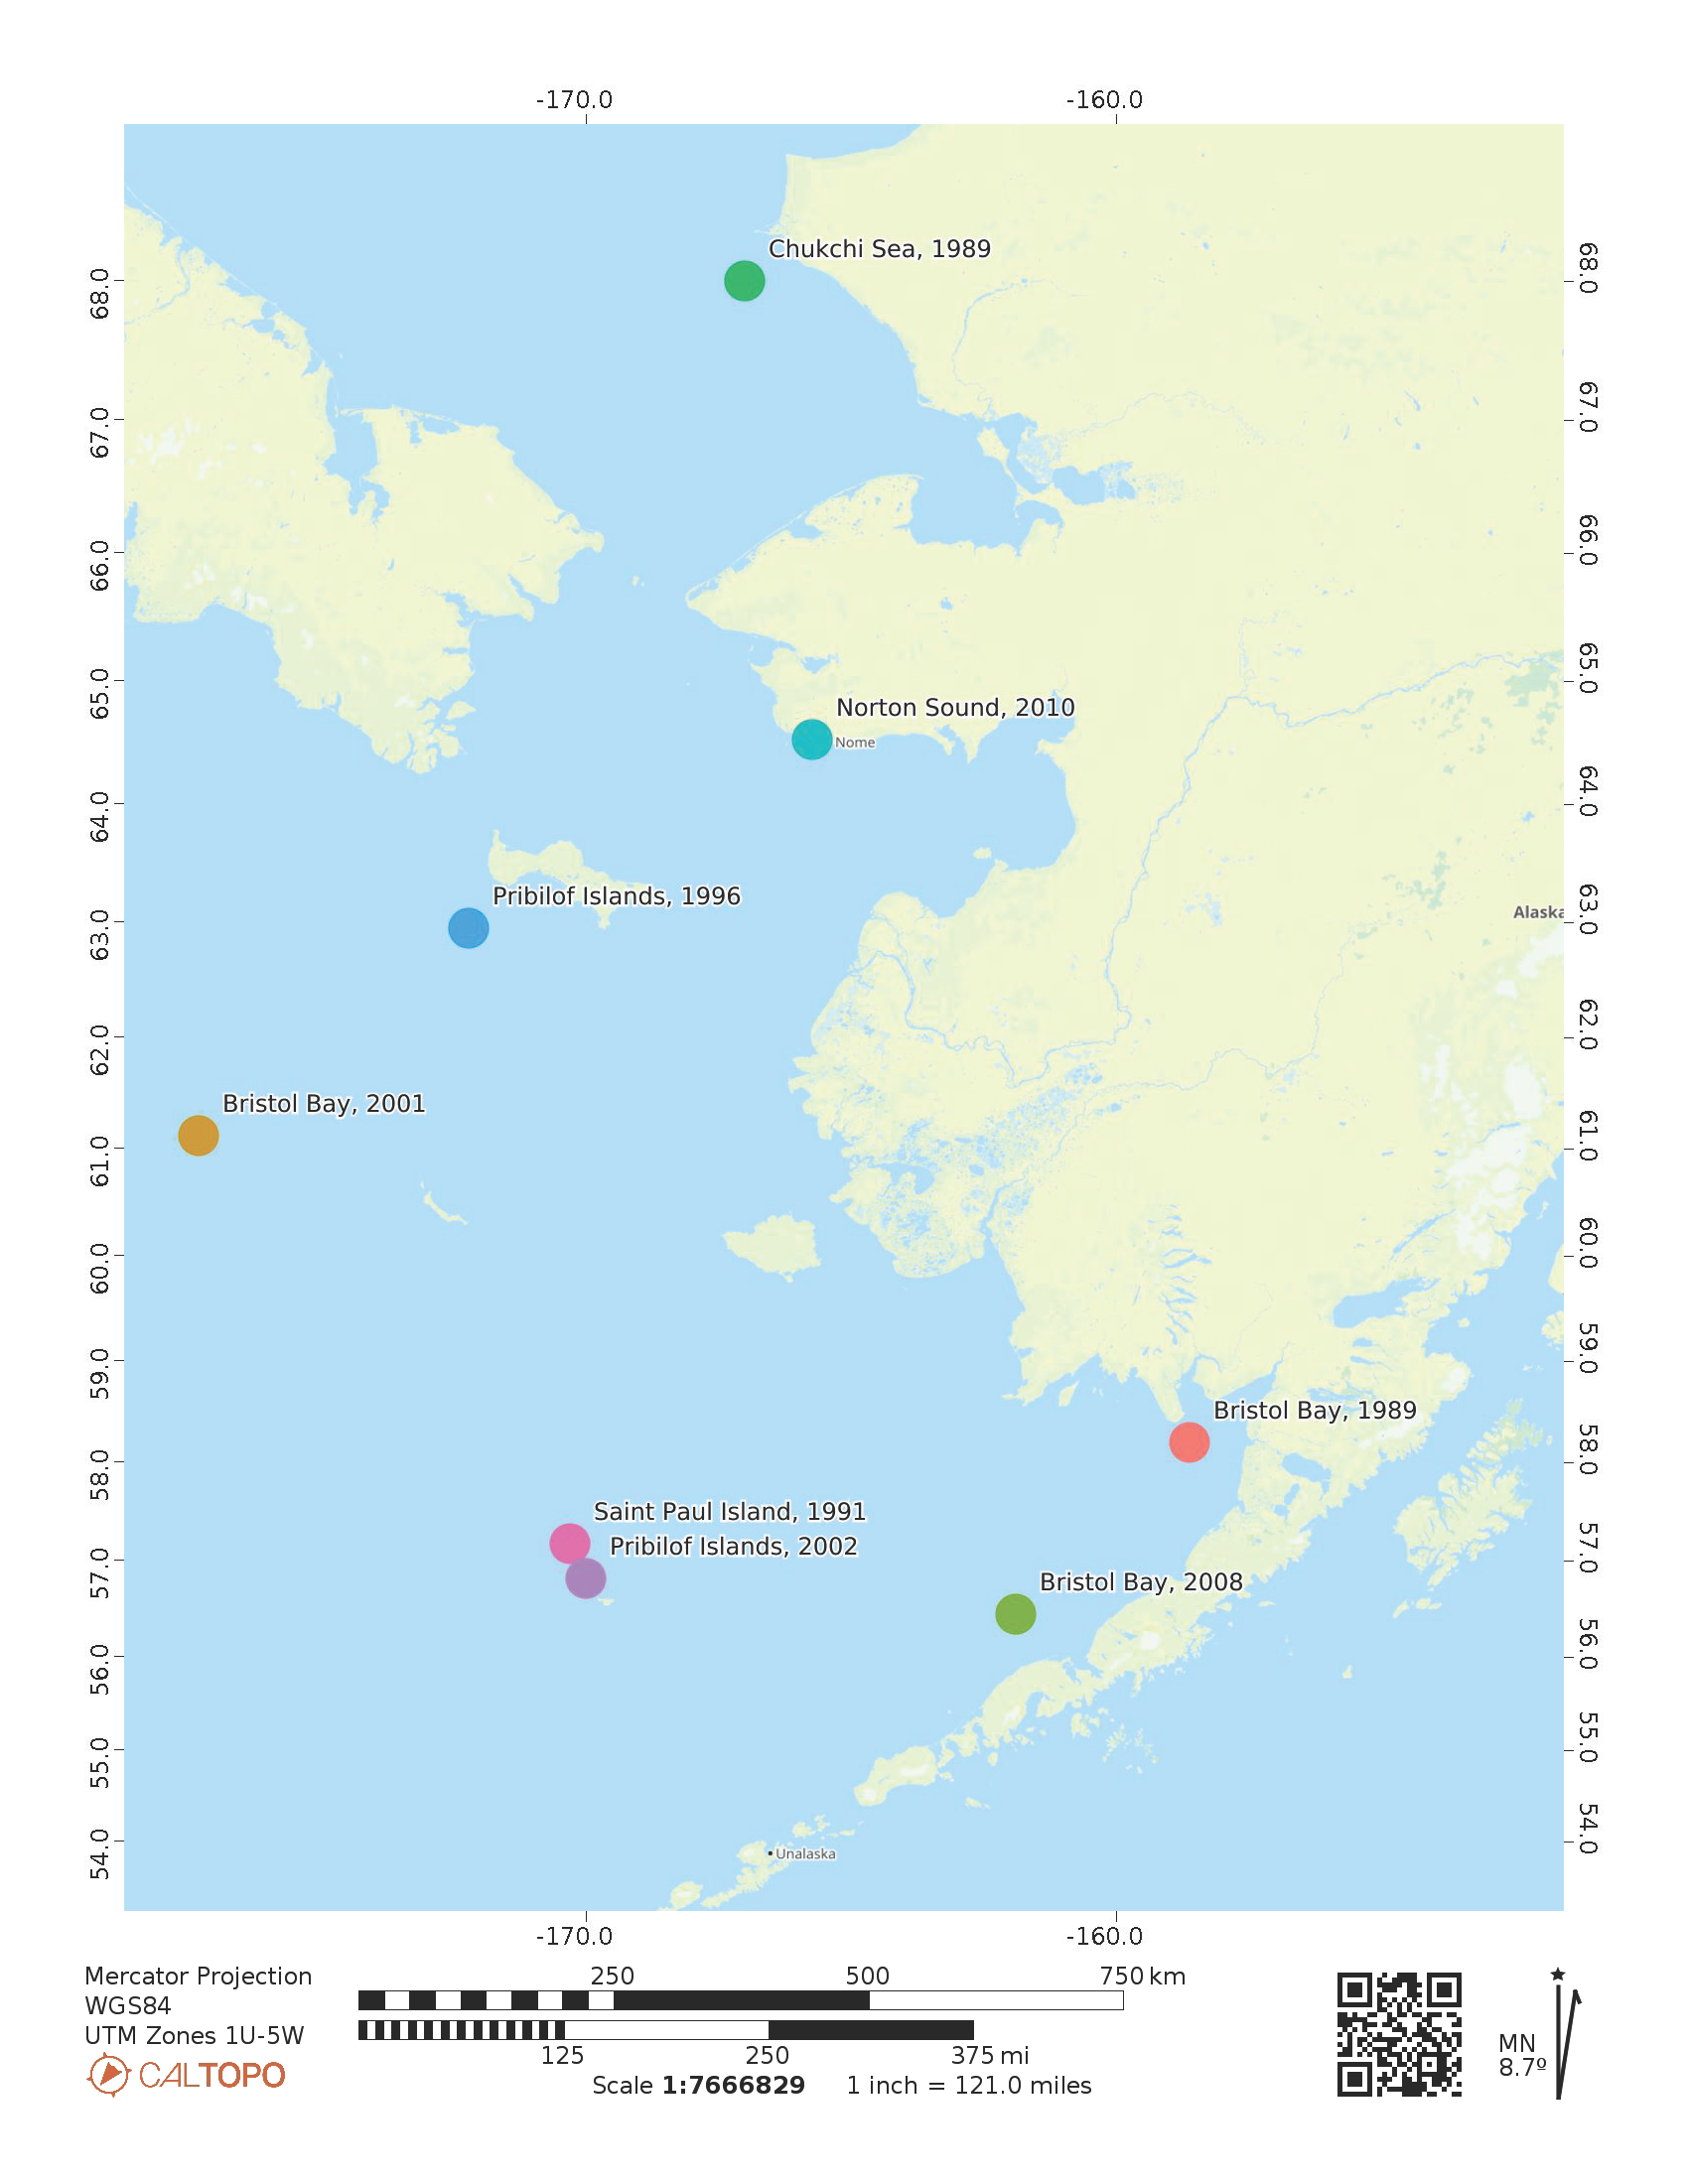 -170.0
-160.0
68.0
68.0
Chukchi Sea, 1989
67.0
67.0
66.0
66.0
65.0
65.0
Norton Sound, 2010
Nome
64.0
64.0
Pribilof Islands, 1996
63.0
63.0
Alaska
62.0
62.0
Bristol Bay, 2001
61.0
61.0
60.0
60.0
59.0
59.0
Bristol Bay, 1989
58.0
58.0
Saint Paul Island, 1991
Pribilof Islands, 2002
57.0
57.0
Bristol Bay, 2008
56.0
56.0
55.0
55.0
54.0
54.0
Unalaska
-170.0
-160.0
Mercator Projection
WGS84
UTM Zones 1U-5W
CALTOPO
250 500 750 km
125 250 375 mi
Scale 1:7666829 1 inch = 121.0 miles
MN
8.7º